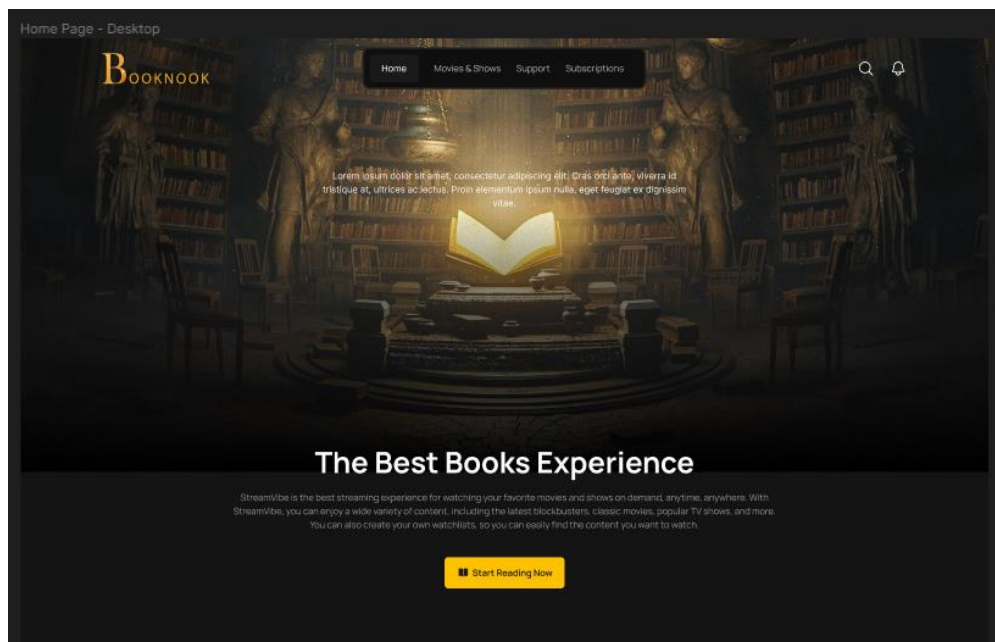 Home Page - Desktop
BOOKNOOK
Home Movies & Shows Support Subscriptions
Lorem ipsum dolor sit amet, consectetur adipiscing elit. Cras orci ante, viverra id
tristique at, ultrices ac lectus. Proin elementum ipsum nulla, eget feugiat ex dignissim
vitae.
The Best Books Experience
StreamVibe is the best streaming experience for watching your favorite movies and shows on demand, anytime, anywhere. With
StreamVibe, you can enjoy a wide variety of content, including the latest blockbusters, classic movies, popular TV shows, and more.
You can also create your own watchlists, so you can easily find the content you want to watch.
Start Reading Now